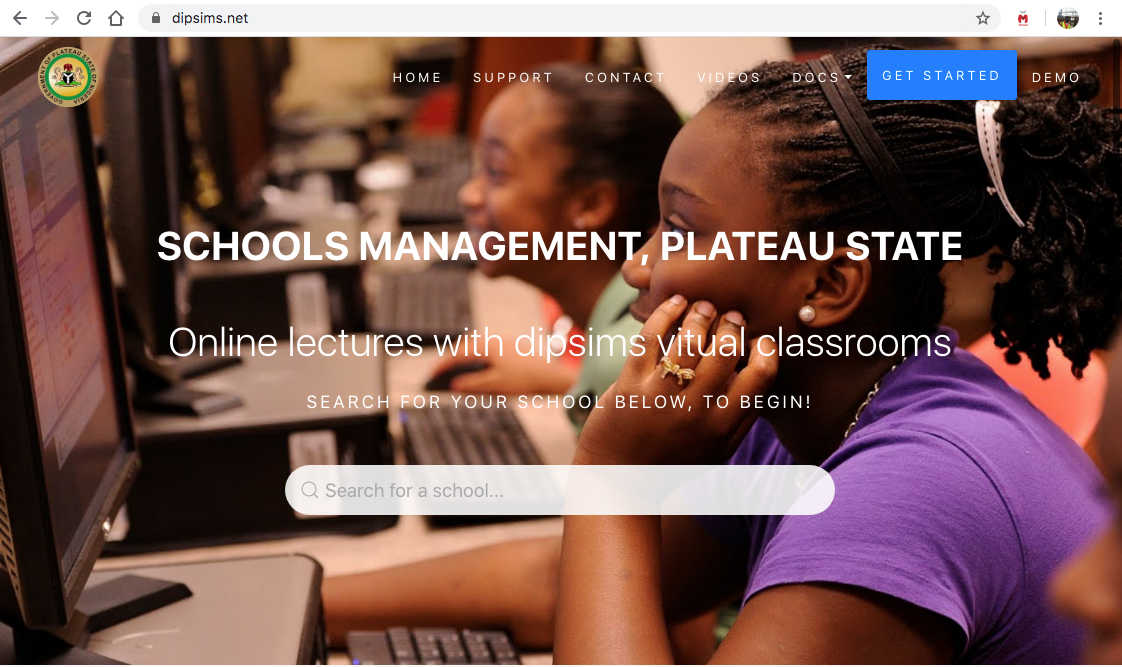 dipsims.net
GOVERNMENT OF PLATEAU STATE OF NIGERIA
HOME SUPPORT CONTACT VIDEOS DOCS GET STARTED DEMO
SCHOOLS MANAGEMENT, PLATEAU STATE
Online lectures with dipsims vitual classrooms
SEARCH FOR YOUR SCHOOL BELOW, TO BEGIN!
Search for a school...